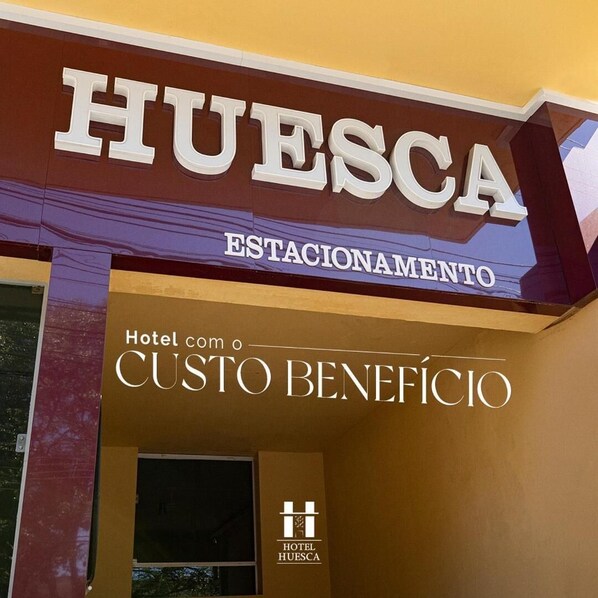 HUESCA
ESTACIONAMENTO
Hotel com o
CUSTO BENEFÍCIO
HOTEL
HUESCA